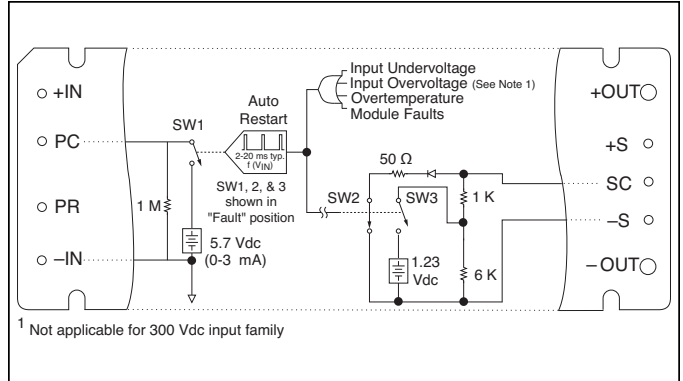 Input Undervoltage
Input Overvoltage (See Note 1)
Overtemperature
Module Faults
+IN
PC
PR
–IN
SW1
Auto
Restart
2-20 ms typ.
f (VIN)
SW1, 2, & 3
shown in
"Fault" position
1 M
5.7 Vdc
(0-3 mA)
50 Ω
SW2
SW3
1 K
1.23
Vdc
6 K
+OUT
+S
SC
–S
–OUT
1 Not applicable for 300 Vdc input family